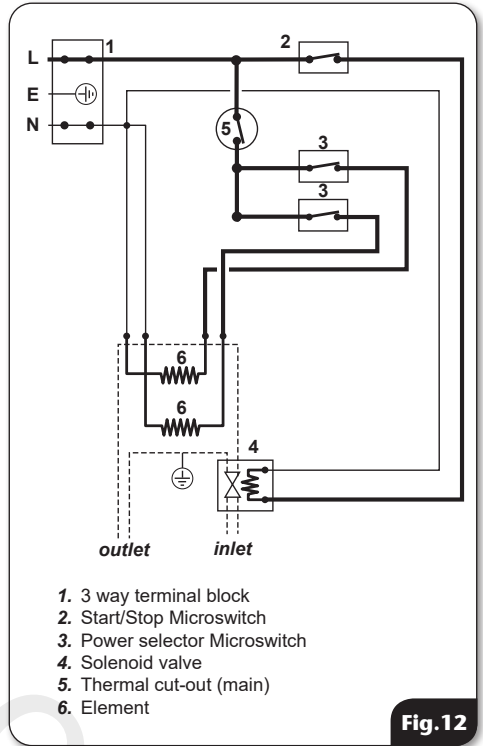 1
2
L
E
N
5
3
3
6
6
4
outlet inlet
1. 3 way terminal block
2. Start/Stop Microswitch
3. Power selector Microswitch
4. Solenoid valve
5. Thermal cut-out (main)
6. Element
Fig.12